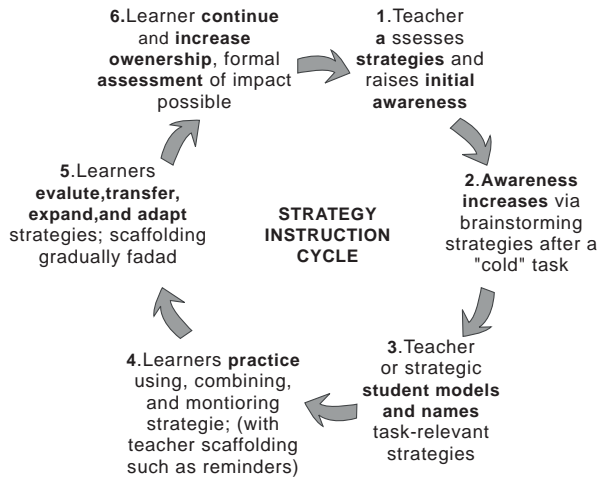 6.Learner continue
and increase
owenership, formal
assessment of impact
possible
1.Teacher
a ssesses
strategies and
raises initial
awareness
2.Awareness
increases via
brainstorming
strategies after a
"cold" task
3.Teacher
or strategic
student models
and names
task-relevant
strategies
4.Learners practice
using, combining,
and montioring
strategie; (with
teacher scaffolding
such as reminders)
5.Learners
evalute,transfer,
expand,and adapt
strategies; scaffolding
gradually fadad
STRATEGY
INSTRUCTION
CYCLE